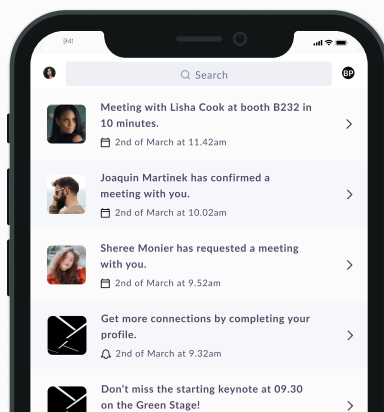 9:41
Search
BP
Meeting with Lisha Cook at booth B232 in
10 minutes.
2nd of March at 11.42am
Joaquin Martinek has confirmed a
meeting with you.
2nd of March at 10.02am
Sheree Monier has requested a meeting
with you.
2nd of March at 9.52am
Get more connections by completing your
profile.
2nd of March at 9.32am
Don’t miss the starting keynote at 09.30
on the Green Stage!